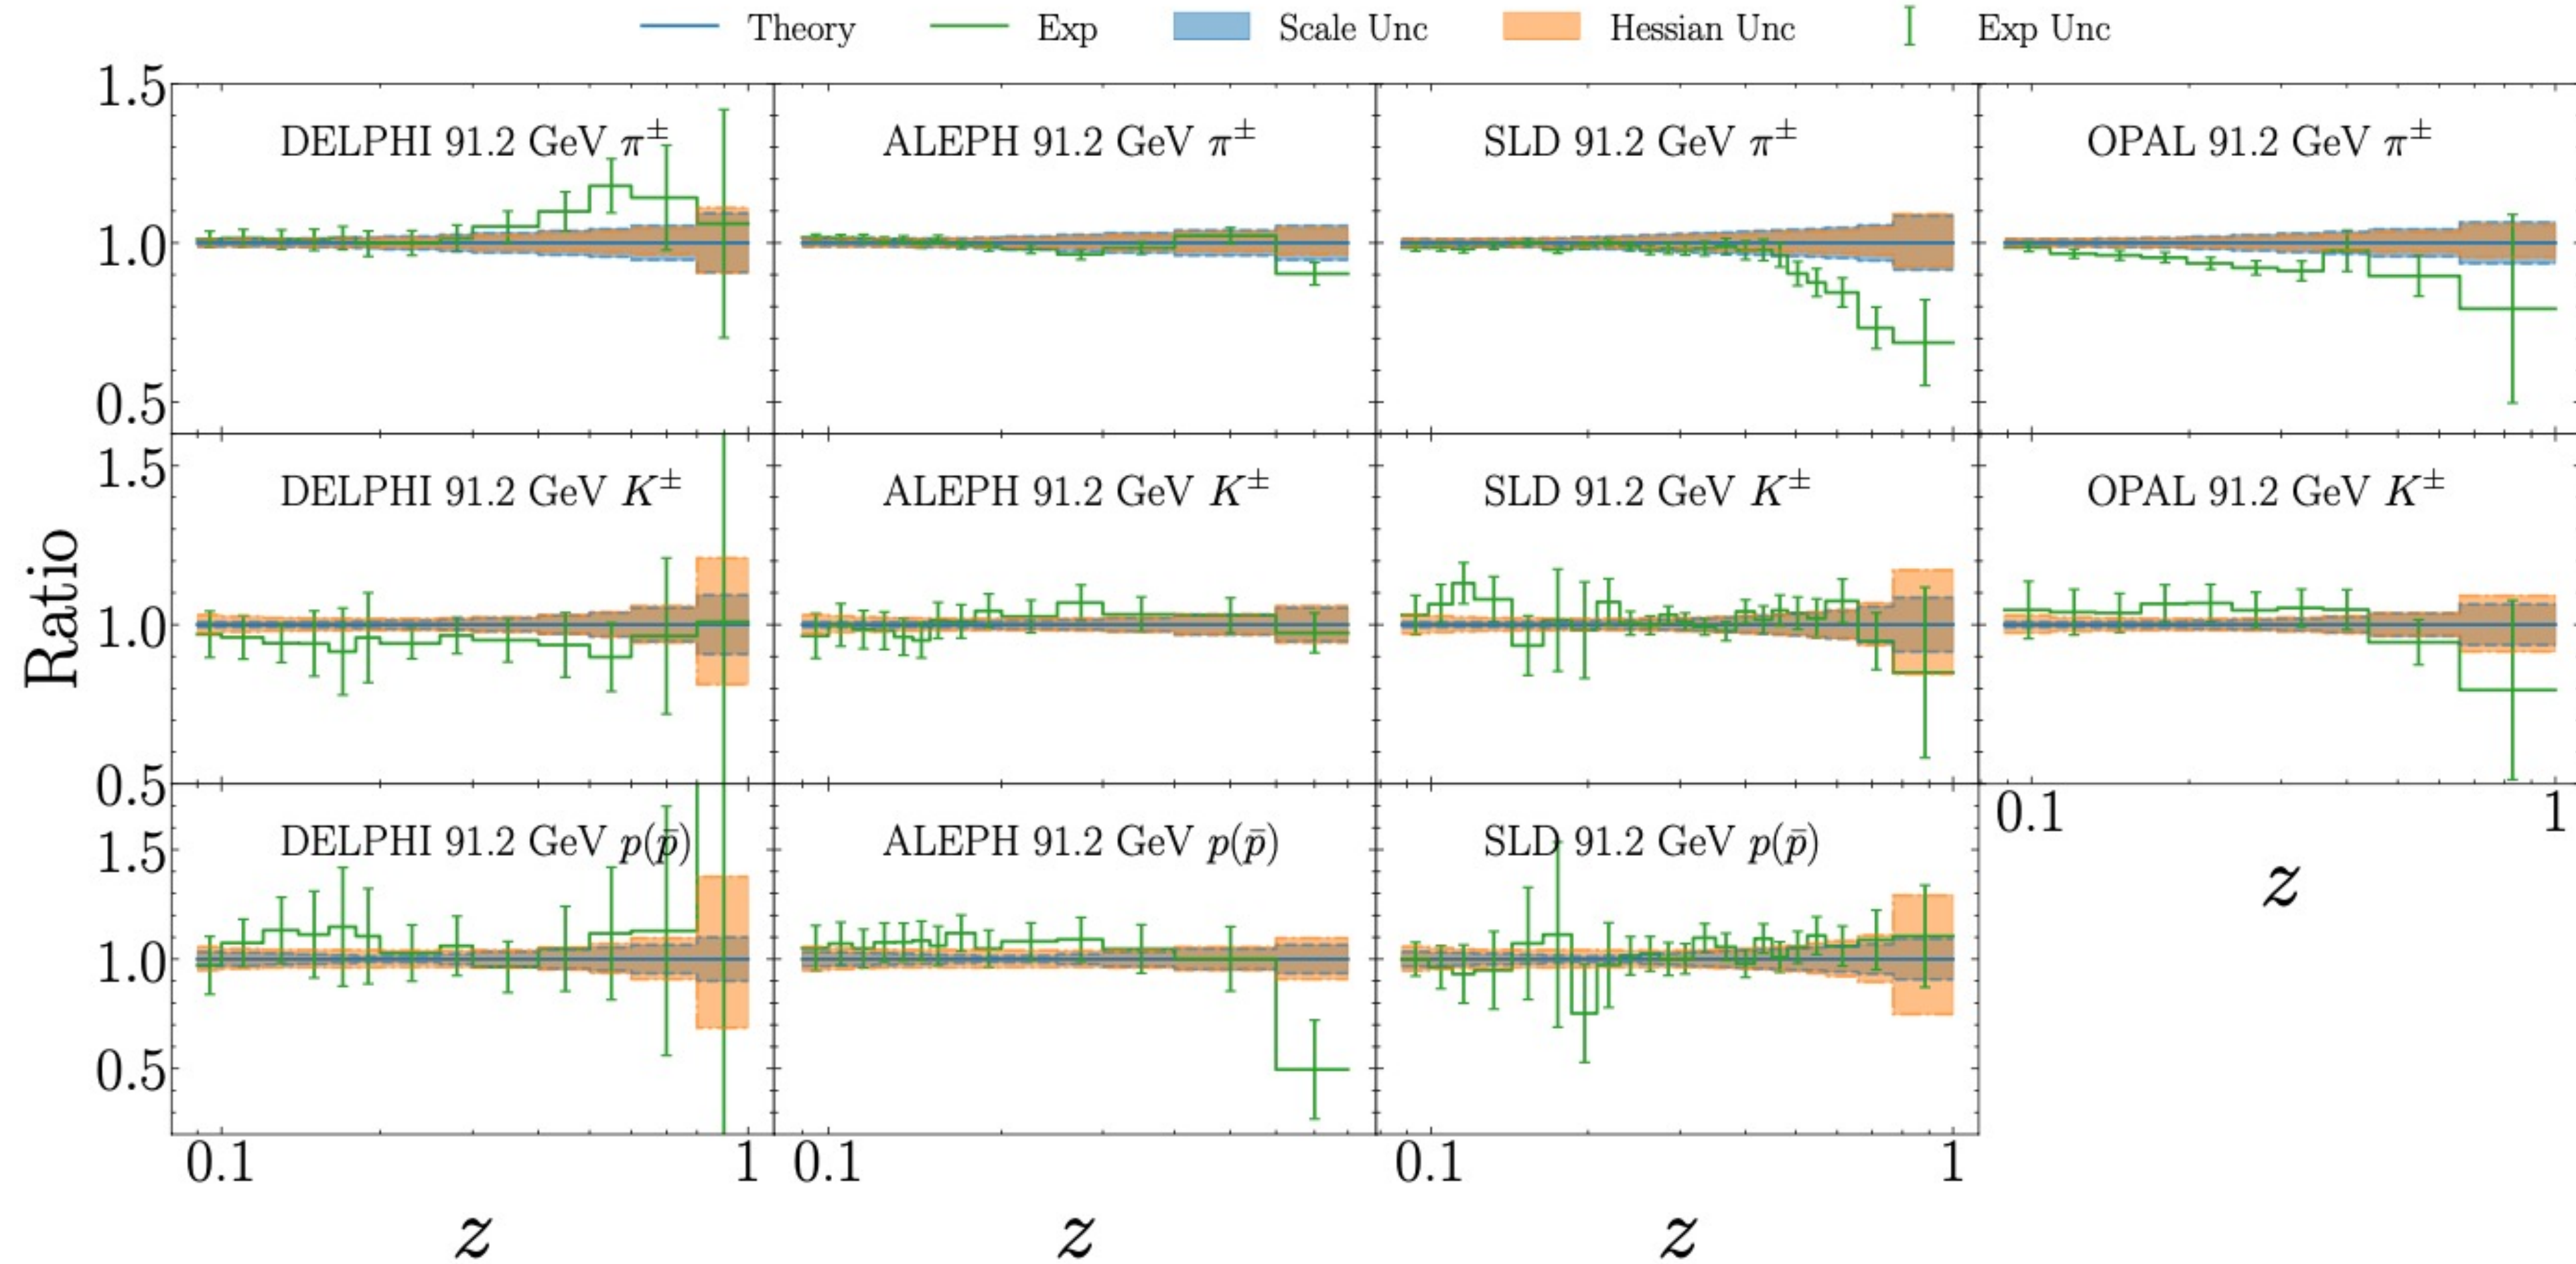 Theory Exp Scale Unc Hessian Unc Exp Unc
1.5
DELPHI 91.2 GeV π± ALEPH 91.2 GeV π± SLD 91.2 GeV π± OPAL 91.2 GeV π±
1.0
0.5
1.5
DELPHI 91.2 GeV K± ALEPH 91.2 GeV K± SLD 91.2 GeV K± OPAL 91.2 GeV K±
Ratio
1.0
0.5
0.1 1
DELPHI 91.2 GeV p(p̄) ALEPH 91.2 GeV p(p̄) SLD 91.2 GeV p(p̄)
1.5
z
1.0
0.5
0.1 1 0.1 0.1 1
z z z